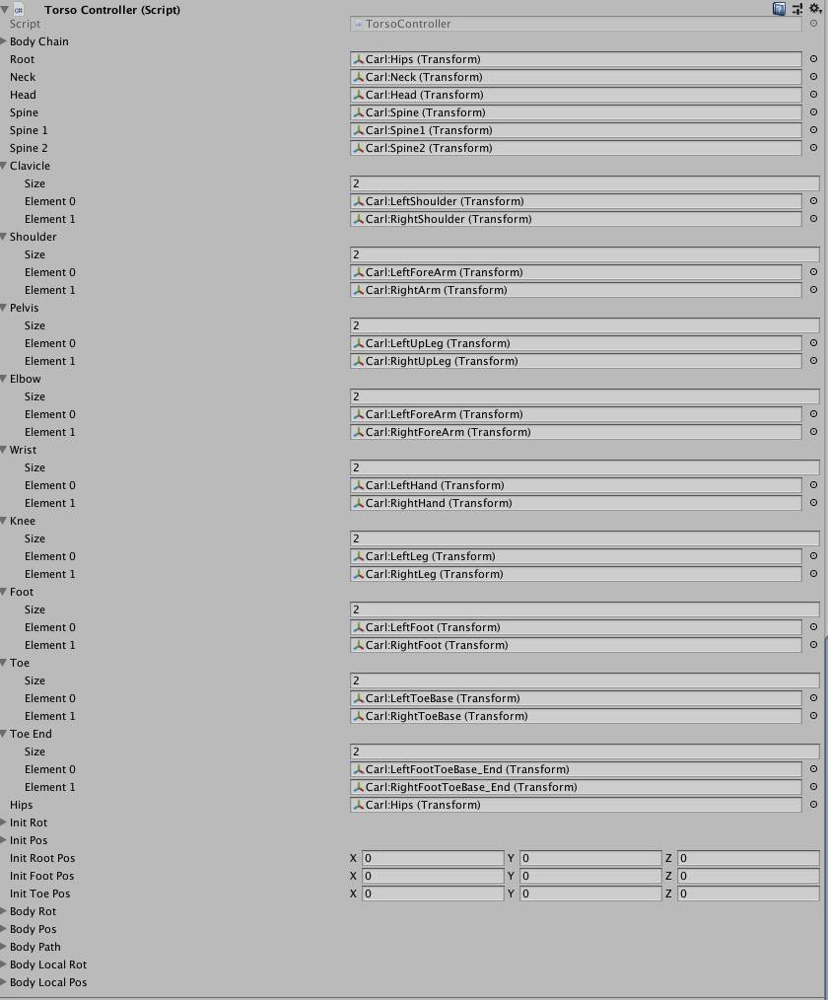 Torso Controller (Script)
Script TorsoController
Body Chain
Root Carl:Hips (Transform)
Neck Carl:Neck (Transform)
Head Carl:Head (Transform)
Spine Carl:Spine (Transform)
Spine 1 Carl:Spine1 (Transform)
Spine 2 Carl:Spine2 (Transform)
Clavicle
Size 2
Element 0 Carl:LeftShoulder (Transform)
Element 1 Carl:RightShoulder (Transform)
Shoulder
Size 2
Element 0 Carl:LeftForeArm (Transform)
Element 1 Carl:RightArm (Transform)
Pelvis
Size 2
Element 0 Carl:LeftUpLeg (Transform)
Element 1 Carl:RightUpLeg (Transform)
Elbow
Size 2
Element 0 Carl:LeftForeArm (Transform)
Element 1 Carl:RightForeArm (Transform)
Wrist
Size 2
Element 0 Carl:LeftHand (Transform)
Element 1 Carl:RightHand (Transform)
Knee
Size 2
Element 0 Carl:LeftLeg (Transform)
Element 1 Carl:RightLeg (Transform)
Foot
Size 2
Element 0 Carl:LeftFoot (Transform)
Element 1 Carl:RightFoot (Transform)
Toe
Size 2
Element 0 Carl:LeftToeBase (Transform)
Element 1 Carl:RightToeBase (Transform)
Toe End
Size 2
Element 0 Carl:LeftFootToeBase_End (Transform)
Element 1 Carl:RightFootToeBase_End (Transform)
Hips Carl:Hips (Transform)
Init Rot
Init Pos
Init Root Pos X 0 Y 0 Z 0
Init Foot Pos X 0 Y 0 Z 0
Init Toe Pos X 0 Y 0 Z 0
Body Rot
Body Pos
Body Path
Body Local Rot
Body Local Pos